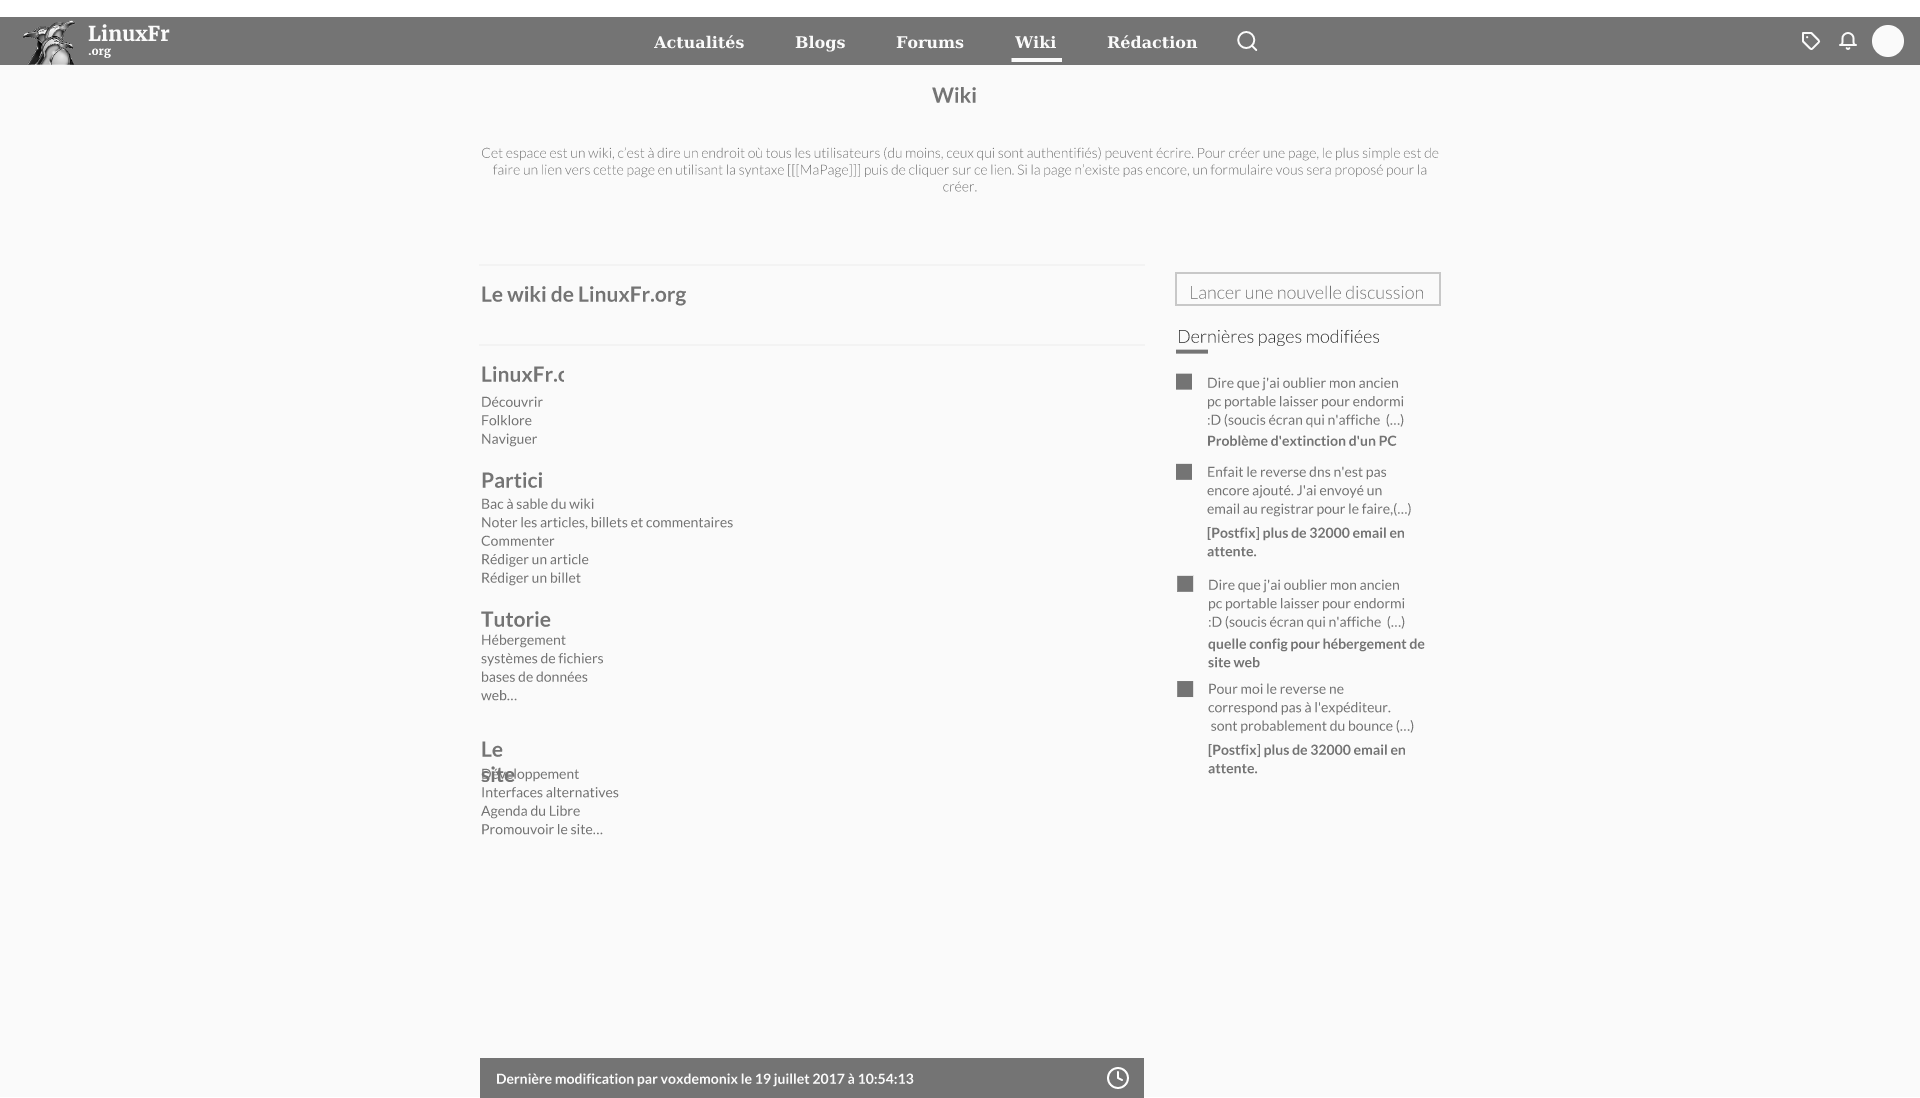 LinuxFr
.org
Actualités
Blogs
Forums
Wiki
Rédaction
Wiki
Cet espace est un wiki, c'est à dire un endroit où tous les utilisateurs (du moins, ceux qui sont authentifiés) peuvent écrire. Pour créer une page, le plus simple est de
faire un lien vers cette page en utilisant la syntaxe [[[MaPage]]] puis de cliquer sur ce lien. Si la page n'existe pas encore, un formulaire vous sera proposé pour la
créer.
Le wiki de LinuxFr.org
LinuxFr.o
Découvrir
Folklore
Naviguer
Partici
Bac à sable du wiki
Noter les articles, billets et commentaires
Commenter
Rédiger un article
Rédiger un billet
Tutorie
Hébergement
systèmes de fichiers
bases de données
web...
Le
site
Développement
Interfaces alternatives
Agenda du Libre
Promouvoir le site...
Lancer une nouvelle discussion
Dernières pages modifiées
Dire que j'ai oublier mon ancien
pc portable laisser pour endormi
:D (soucis écran qui n'affiche (...)
Problème d'extinction d'un PC
Enfait le reverse dns n'est pas
encore ajouté. J'ai envoyé un
email au registrar pour le faire,(...)
[Postfix] plus de 32000 email en
attente.
Dire que j'ai oublier mon ancien
pc portable laisser pour endormi
:D (soucis écran qui n'affiche (...)
quelle config pour hébergement de
site web
Pour moi le reverse ne
correspond pas à l'expéditeur.
sont probablement du bounce (...)
[Postfix] plus de 32000 email en
attente.
Dernière modification par voxdemonix le 19 juillet 2017 à 10:54:13